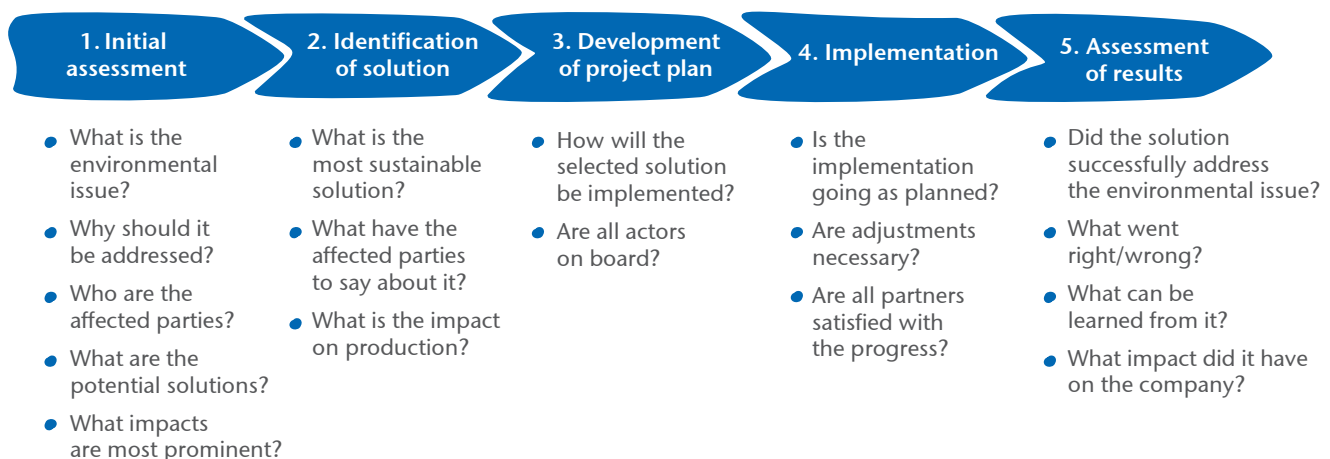 1. Initial
assessment
2. Identification
of solution
3. Development
of project plan
4. Implementation
5. Assessment
of results
What is the
environmental
issue?
Why should it
be addressed?
Who are the
affected parties?
What are the
potential solutions?
What impacts
are most prominent?
What is the
most sustainable
solution?
What have the
affected parties
to say about it?
What is the impact
on production?
How will the
selected solution
be implemented?
Are all actors
on board?
Is the
implementation
going as planned?
Are adjustments
necessary?
Are all partners
satisfied with
the progress?
Did the solution
successfully address
the environmental issue?
What went
right/wrong?
What can be
learned from it?
What impact did it have
on the company?